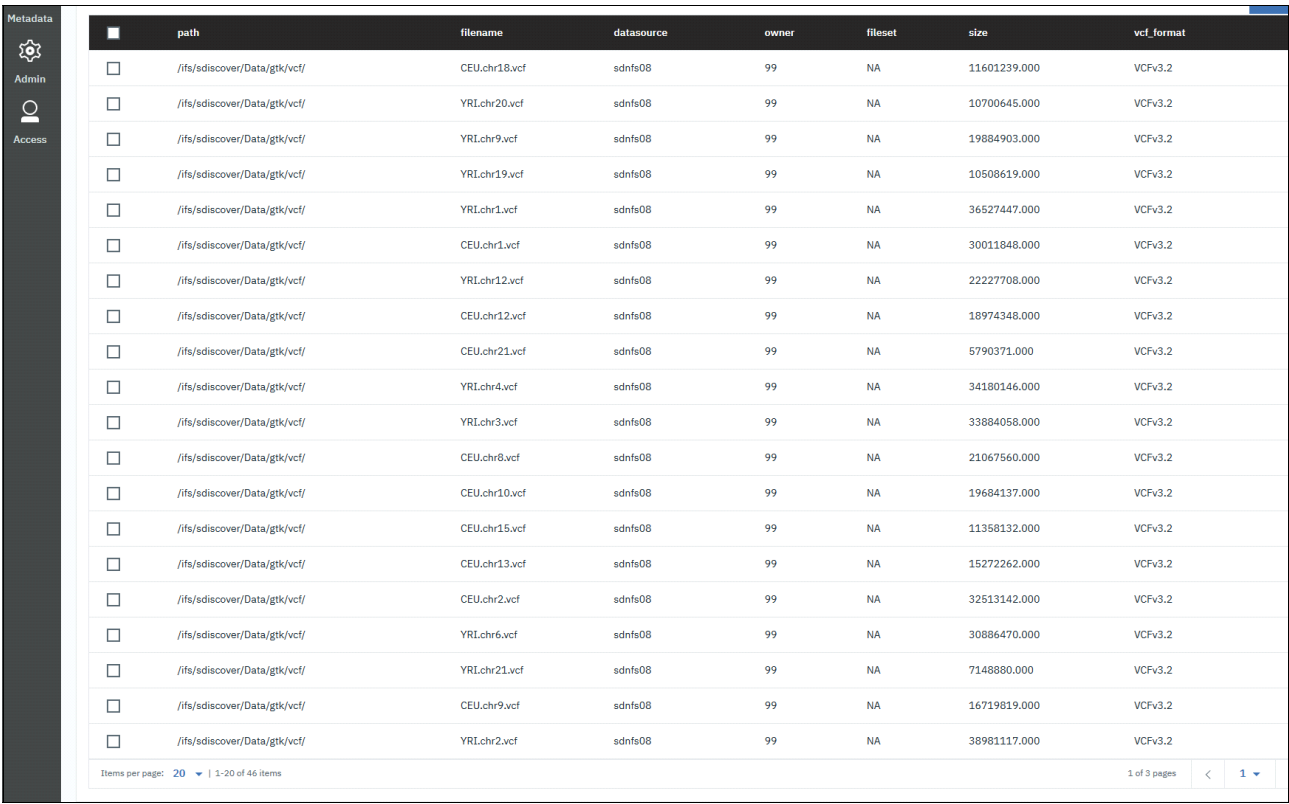 Metadata
Admin
Access
path filename datasource owner fileset size vcf_format
/ifs/sdiscover/Data/gtk/vcf/ CEU.chr18.vcf sdnfs08 99 NA 11601239.000 VCFv3.2
/ifs/sdiscover/Data/gtk/vcf/ YRI.chr20.vcf sdnfs08 99 NA 10700645.000 VCFv3.2
/ifs/sdiscover/Data/gtk/vcf/ YRI.chr9.vcf sdnfs08 99 NA 19884903.000 VCFv3.2
/ifs/sdiscover/Data/gtk/vcf/ YRI.chr19.vcf sdnfs08 99 NA 10508619.000 VCFv3.2
/ifs/sdiscover/Data/gtk/vcf/ YRI.chr1.vcf sdnfs08 99 NA 36527447.000 VCFv3.2
/ifs/sdiscover/Data/gtk/vcf/ CEU.chr1.vcf sdnfs08 99 NA 30011848.000 VCFv3.2
/ifs/sdiscover/Data/gtk/vcf/ YRI.chr12.vcf sdnfs08 99 NA 22227708.000 VCFv3.2
/ifs/sdiscover/Data/gtk/vcf/ CEU.chr12.vcf sdnfs08 99 NA 18974348.000 VCFv3.2
/ifs/sdiscover/Data/gtk/vcf/ CEU.chr21.vcf sdnfs08 99 NA 5790371.000 VCFv3.2
/ifs/sdiscover/Data/gtk/vcf/ YRI.chr4.vcf sdnfs08 99 NA 34180146.000 VCFv3.2
/ifs/sdiscover/Data/gtk/vcf/ YRI.chr3.vcf sdnfs08 99 NA 33884058.000 VCFv3.2
/ifs/sdiscover/Data/gtk/vcf/ CEU.chr8.vcf sdnfs08 99 NA 21067560.000 VCFv3.2
/ifs/sdiscover/Data/gtk/vcf/ CEU.chr10.vcf sdnfs08 99 NA 19684137.000 VCFv3.2
/ifs/sdiscover/Data/gtk/vcf/ CEU.chr15.vcf sdnfs08 99 NA 11358132.000 VCFv3.2
/ifs/sdiscover/Data/gtk/vcf/ CEU.chr13.vcf sdnfs08 99 NA 15272262.000 VCFv3.2
/ifs/sdiscover/Data/gtk/vcf/ CEU.chr2.vcf sdnfs08 99 NA 32513142.000 VCFv3.2
/ifs/sdiscover/Data/gtk/vcf/ YRI.chr6.vcf sdnfs08 99 NA 30886470.000 VCFv3.2
/ifs/sdiscover/Data/gtk/vcf/ YRI.chr21.vcf sdnfs08 99 NA 7148880.000 VCFv3.2
/ifs/sdiscover/Data/gtk/vcf/ CEU.chr9.vcf sdnfs08 99 NA 16719819.000 VCFv3.2
/ifs/sdiscover/Data/gtk/vcf/ YRI.chr2.vcf sdnfs08 99 NA 38981117.000 VCFv3.2
Items per page: 20 | 1-20 of 46 items 1 of 3 pages < 1